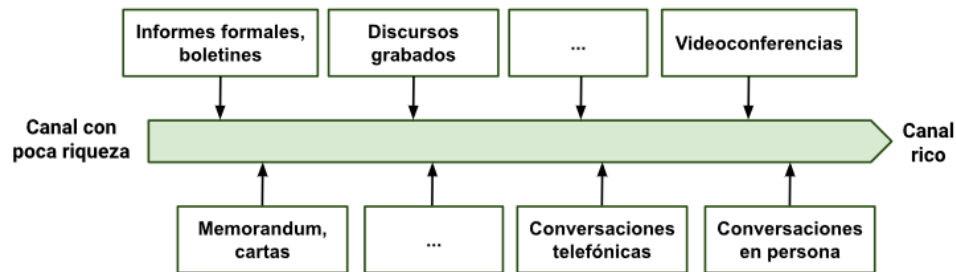 Informes formales,
boletines
Discursos
grabados
...
Videoconferencias
Canal con
poca riqueza
Canal
rico
Memorandum,
cartas
...
Conversaciones
telefónicas
Conversaciones
en persona